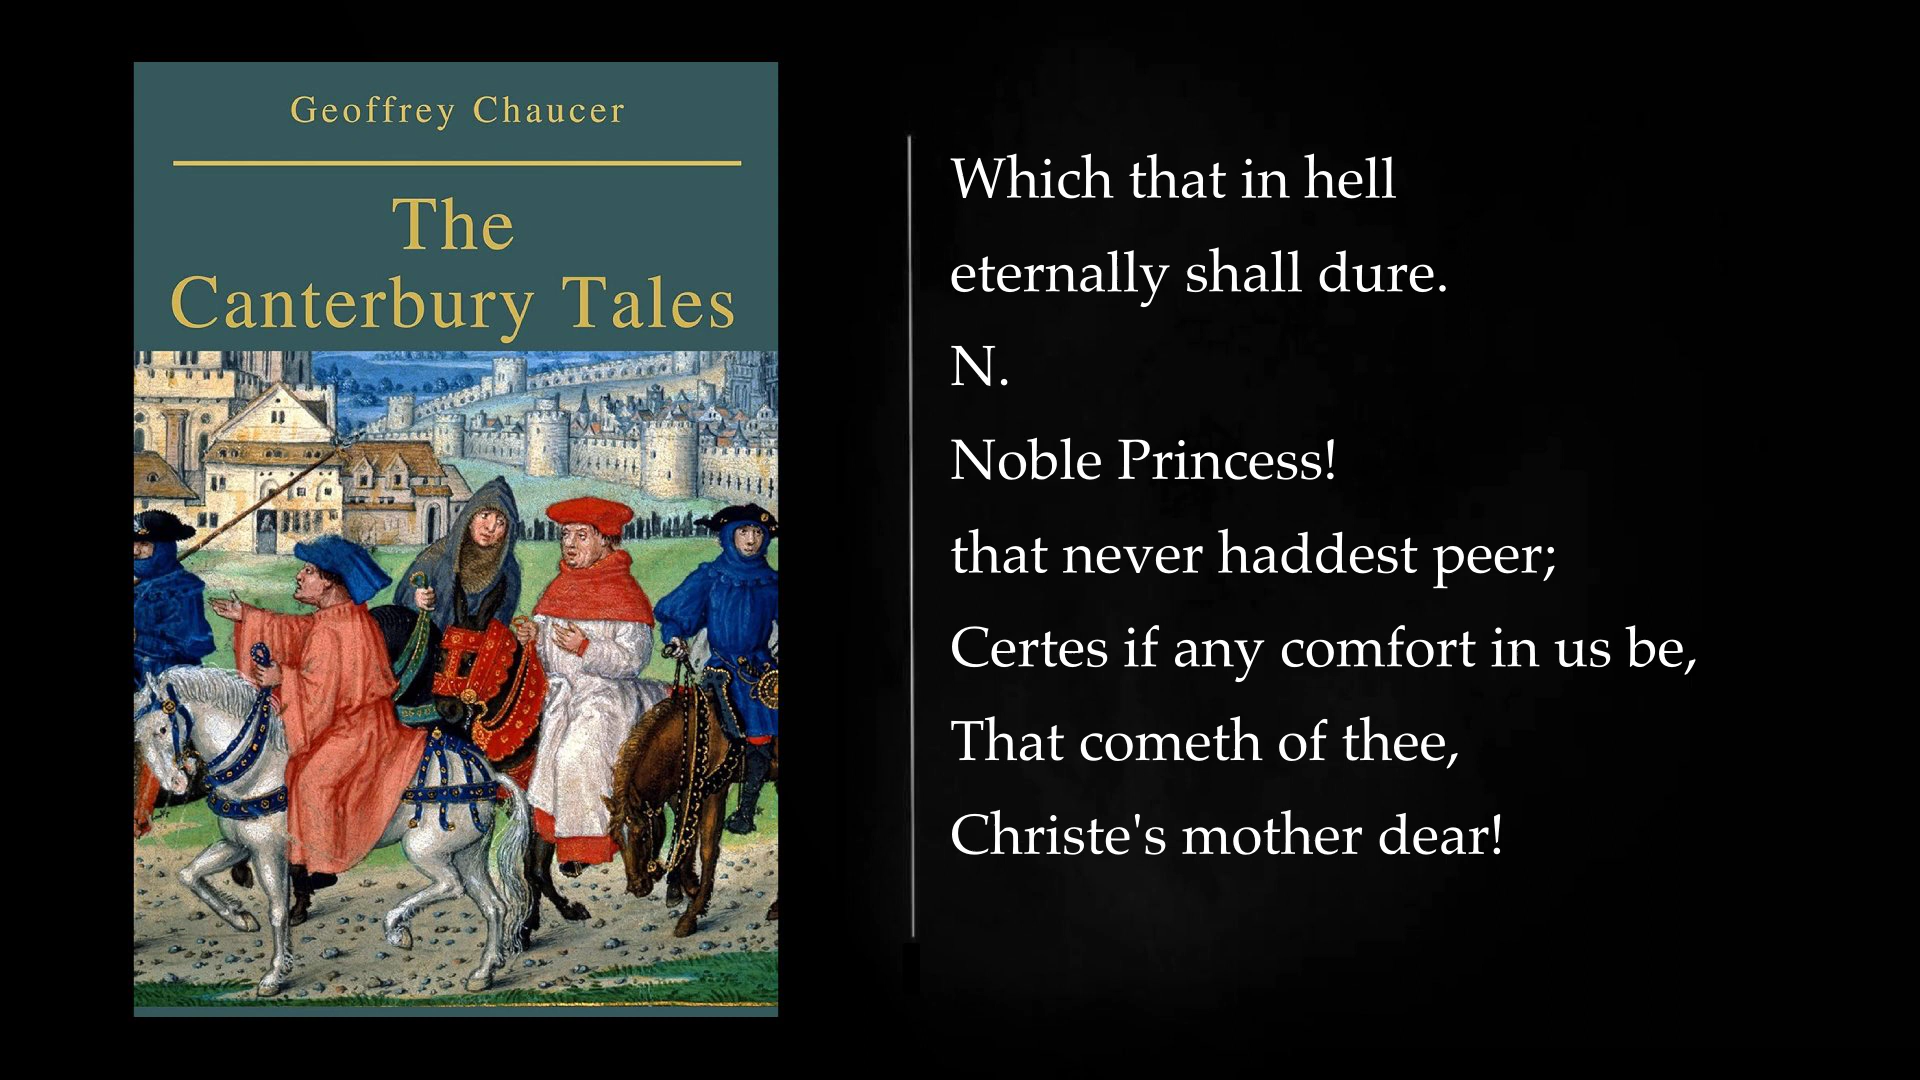 Geoffrey Chaucer
The
Canterbury Tales
Which that in hell
eternally shall dure.
N.
Noble Princess!
that never haddest peer;
Certes if any comfort in us be,
That cometh of thee,
Christe's mother dear!